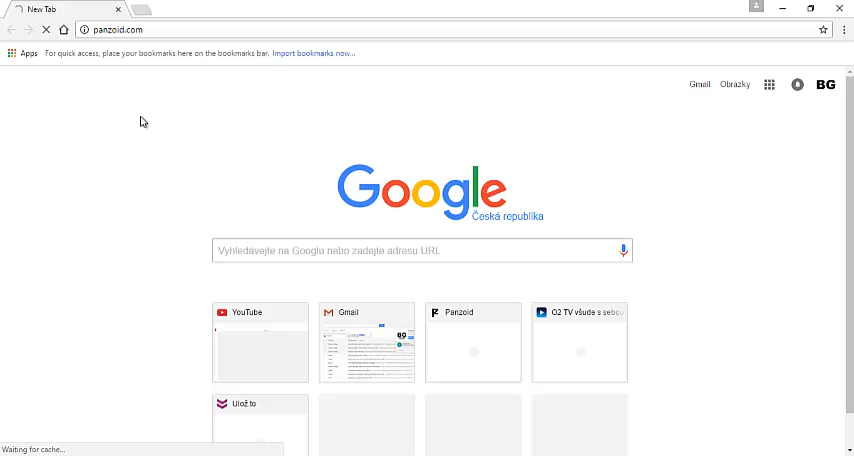 New Tab
panzoid.com
Apps For quick access, place your bookmarks here on the bookmarks bar. Import bookmarks now...
Gmail Obrázky BG
Google
Česká republika
Vyhledávejte na Googlu nebo zadejte adresu URL
YouTube Gmail Panzoid O2 TV všude s sebou
BG
Ulož.to
Waiting for cache...